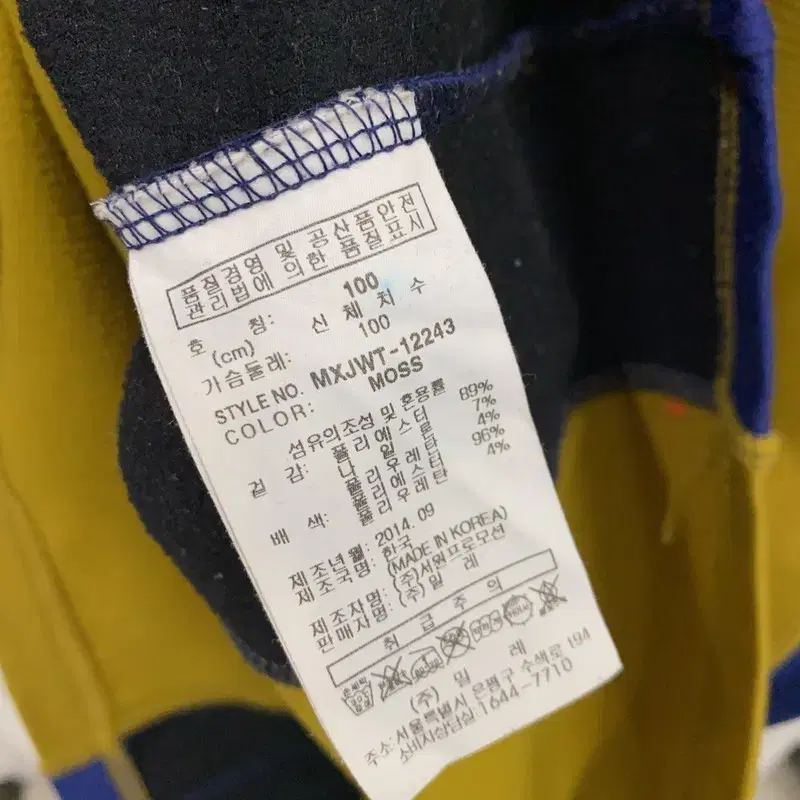 품질경영 및 공산품안전
관리법에 의한 품질표시
호 칭: 100
(cm) 신 체 치 수
가슴둘레: 100
STYLE NO. MXJWT-12243
COLOR: MOSS
섬유의조성 및 혼용률
겉 감: 폴 리 에 스 터 89%
나 일 론 7%
폴 리 우 레 탄 4%
배 색: 폴 리 에 스 터 96%
폴 리 우 레 탄 4%
제 조 년 월: 2014.09
제 조 국 명: 한국 (MADE IN KOREA)
제 조 자 명: (주)서원프로모션
판 매 자 명: (주)밀 레
취 급 주 의
(주) 밀 레
주소:서울특별시 은평구 수색로 194
소비자상담실:1644-7710